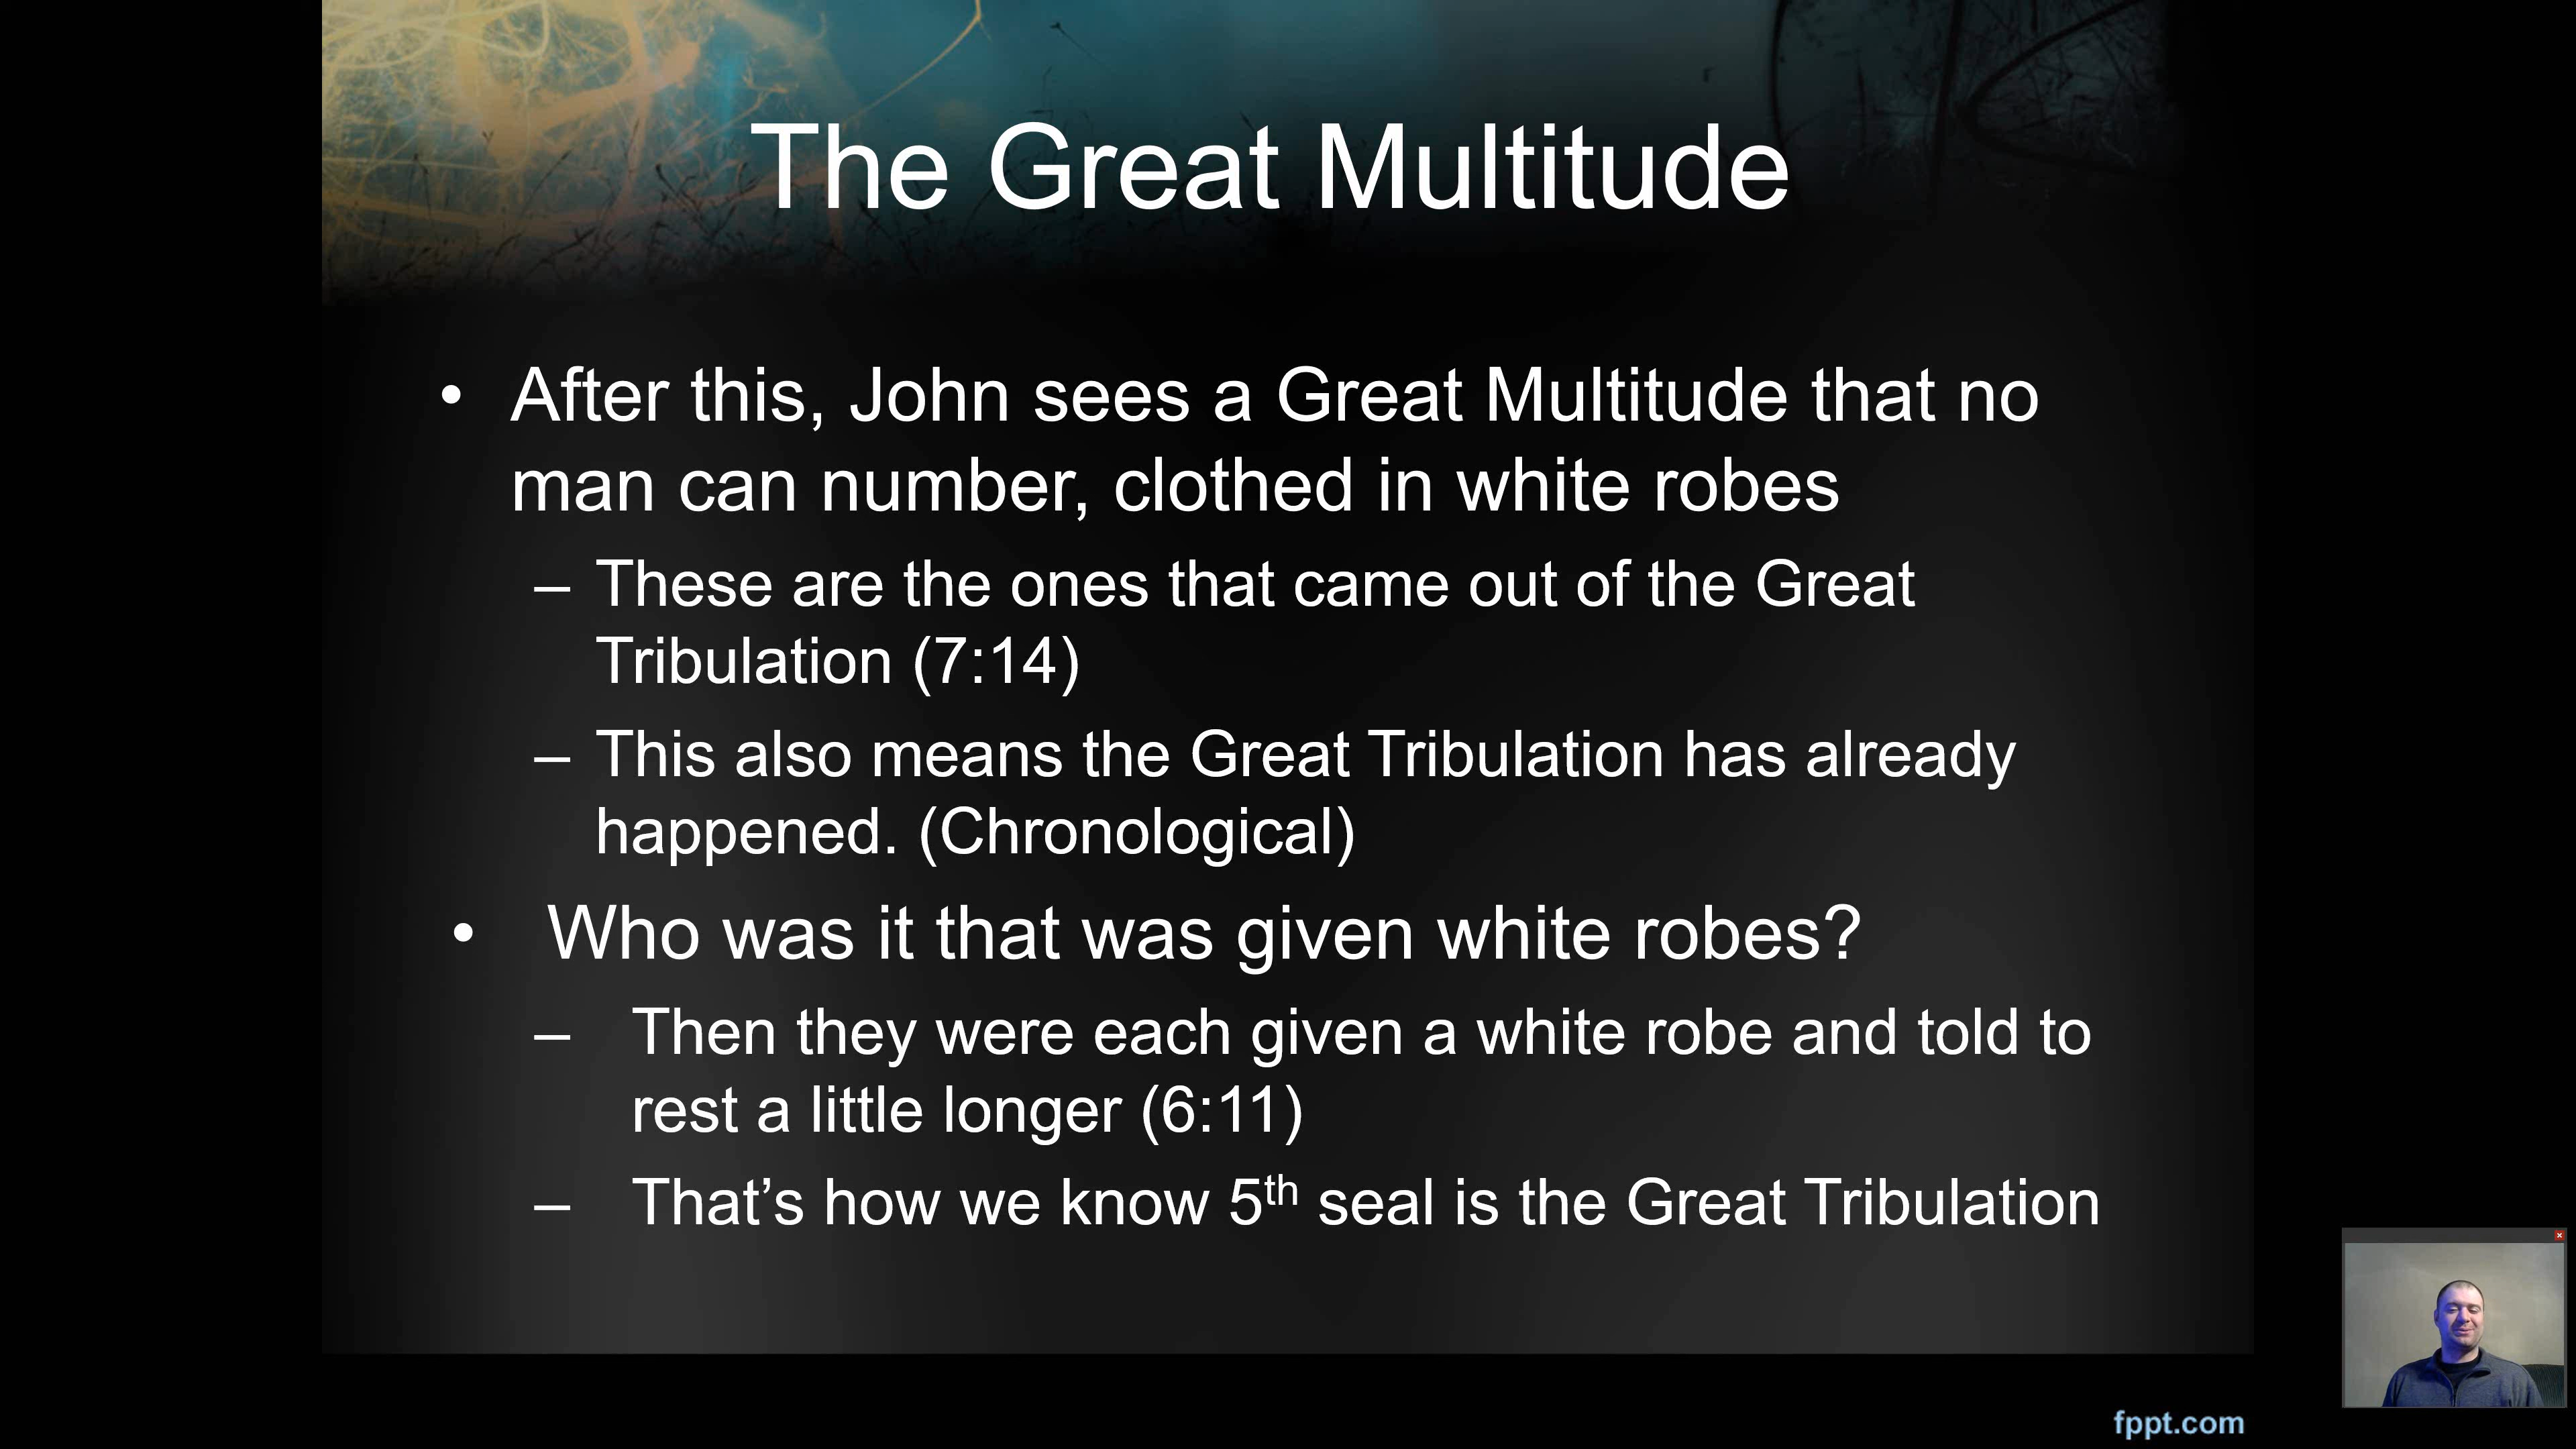 The Great Multitude
• After this, John sees a Great Multitude that no
man can number, clothed in white robes
– These are the ones that came out of the Great
Tribulation (7:14)
– This also means the Great Tribulation has already
happened. (Chronological)
• Who was it that was given white robes?
– Then they were each given a white robe and told to
rest a little longer (6:11)
– That’s how we know 5th seal is the Great Tribulation
fppt.com